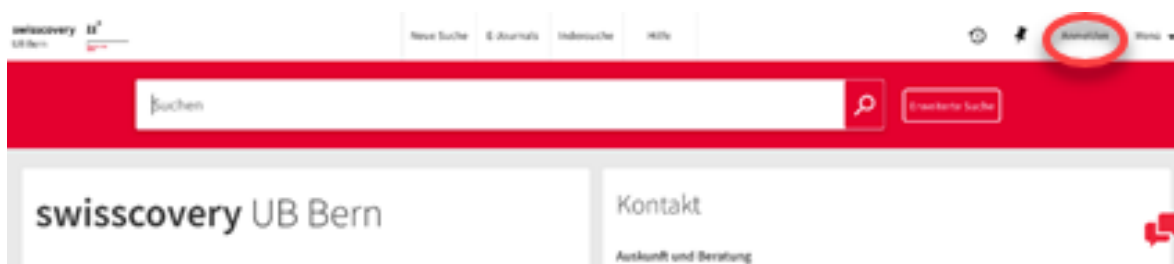 swisscovery
UB Bern
Neue Suche E-Journals Indexsuche Hilfe
Anmelden Menü
Suchen
Erweiterte Suche
swisscovery UB Bern
Kontakt
Auskunft und Beratung